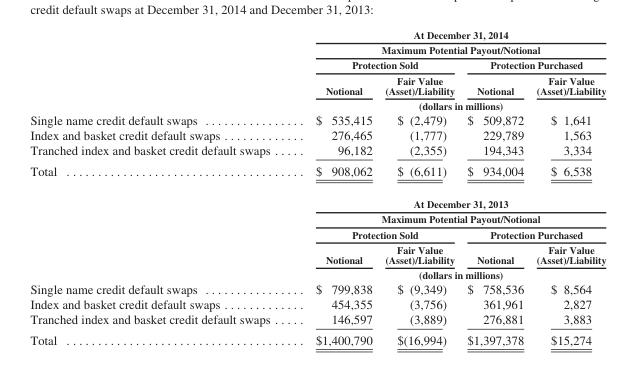 credit default swaps at December 31, 2014 and December 31, 2013:
At December 31, 2014
Maximum Potential Payout/Notional
Protection Sold Protection Purchased
Notional Fair Value (Asset)/Liability Notional Fair Value (Asset)/Liability
(dollars in millions)
Single name credit default swaps ................ $ 535,415 $ (2,479) $ 509,872 $ 1,641
Index and basket credit default swaps ............. 276,465 (1,777) 229,789 1,563
Tranched index and basket credit default swaps ..... 96,182 (2,355) 194,343 3,334
Total ...................................... $ 908,062 $ (6,611) $ 934,004 $ 6,538
At December 31, 2013
Maximum Potential Payout/Notional
Protection Sold Protection Purchased
Notional Fair Value (Asset)/Liability Notional Fair Value (Asset)/Liability
(dollars in millions)
Single name credit default swaps ................ $ 799,838 $ (9,349) $ 758,536 $ 8,564
Index and basket credit default swaps ............. 454,355 (3,756) 361,961 2,827
Tranched index and basket credit default swaps ..... 146,597 (3,889) 276,881 3,883
Total ...................................... $1,400,790 $(16,994) $1,397,378 $15,274